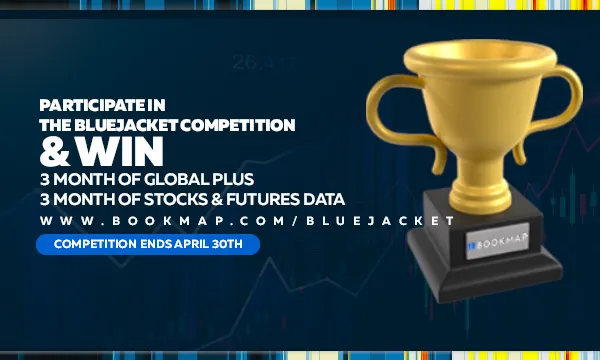 PARTICIPATE IN
THE BLUEJACKET COMPETITION
& WIN
3 MONTH OF GLOBAL PLUS
3 MONTH OF STOCKS & FUTURES DATA
WWW.BOOKMAP.COM/BLUEJACKET
COMPETITION ENDS APRIL 30TH
BOOKMAP